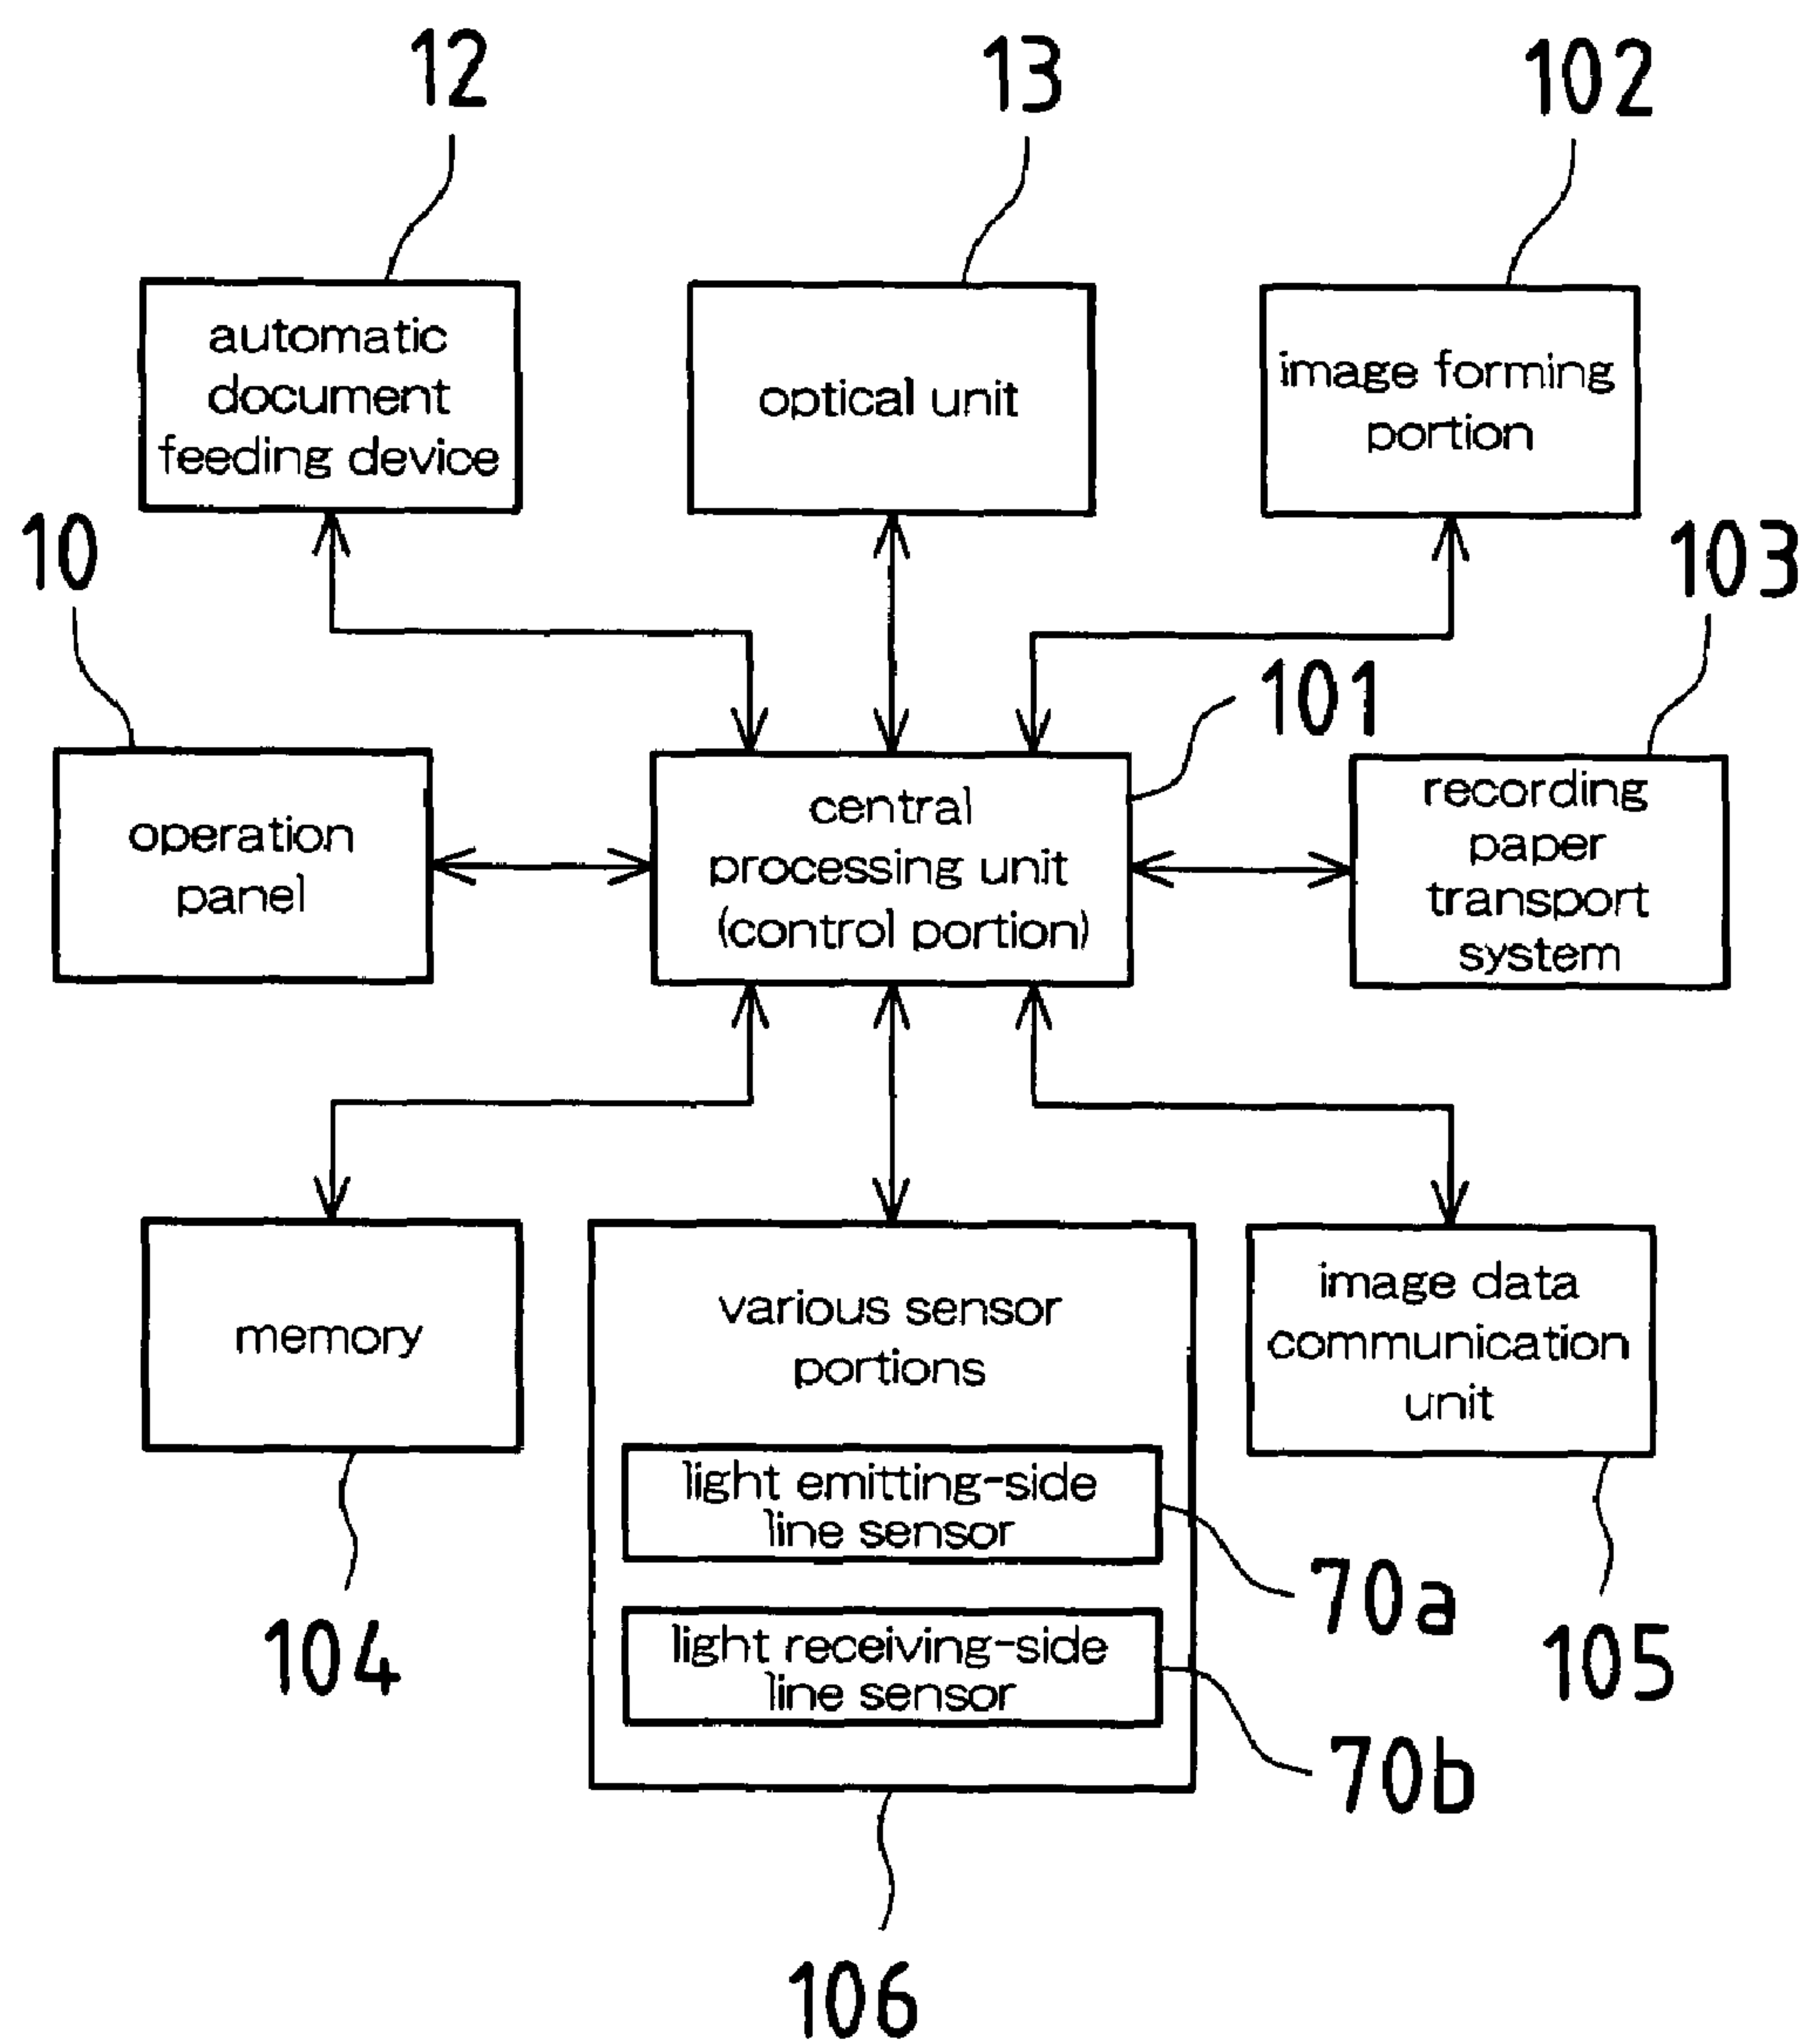 12
13
102
automatic
document
feeding device
optical unit
image forming
portion
10
103
101
operation
panel
central
processing unit
(control portion)
recording
paper
transport
system
memory
various sensor
portions
light emitting-side
line sensor
light receiving-side
line sensor
image data
communication
unit
70a
104
105
70b
106